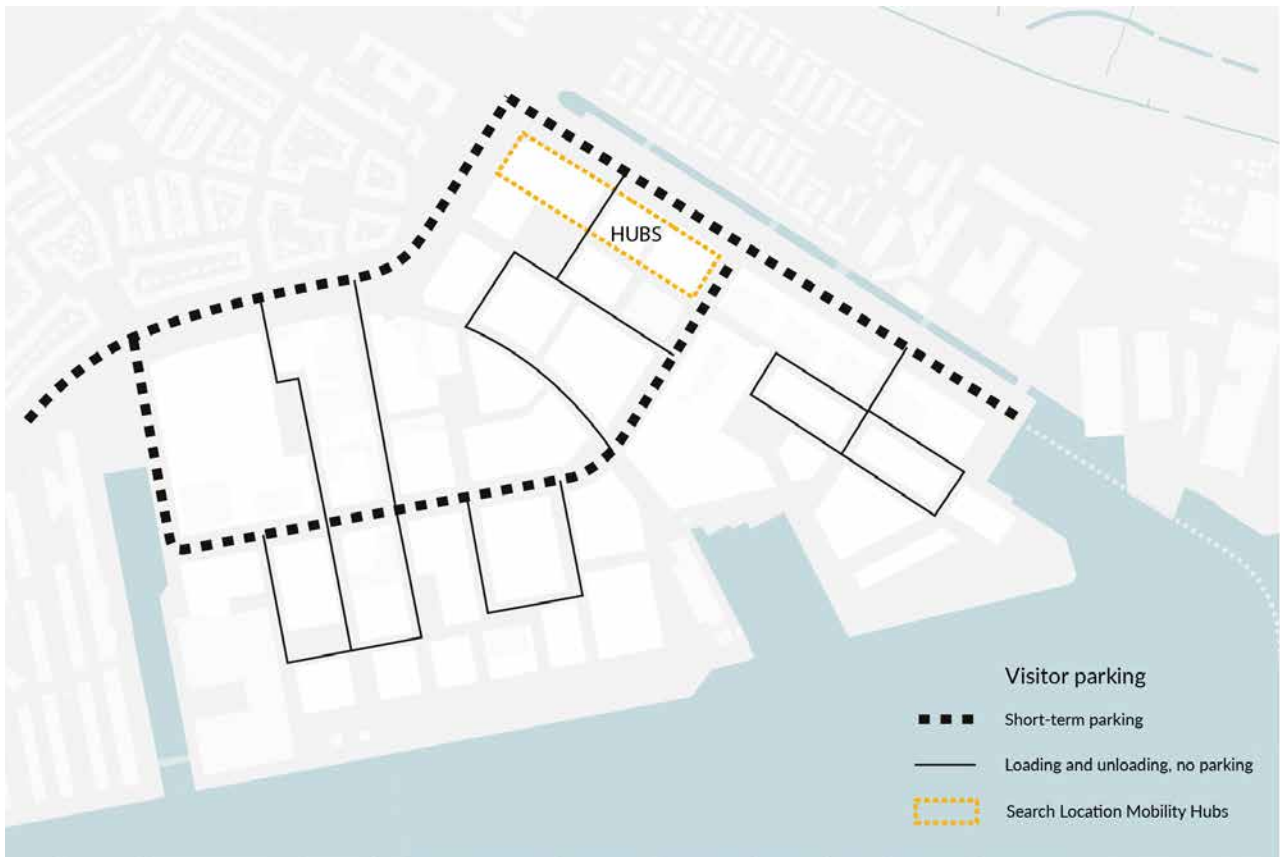 HUBS
Visitor parking
Short-term parking
Loading and unloading, no parking
Search Location Mobility Hubs